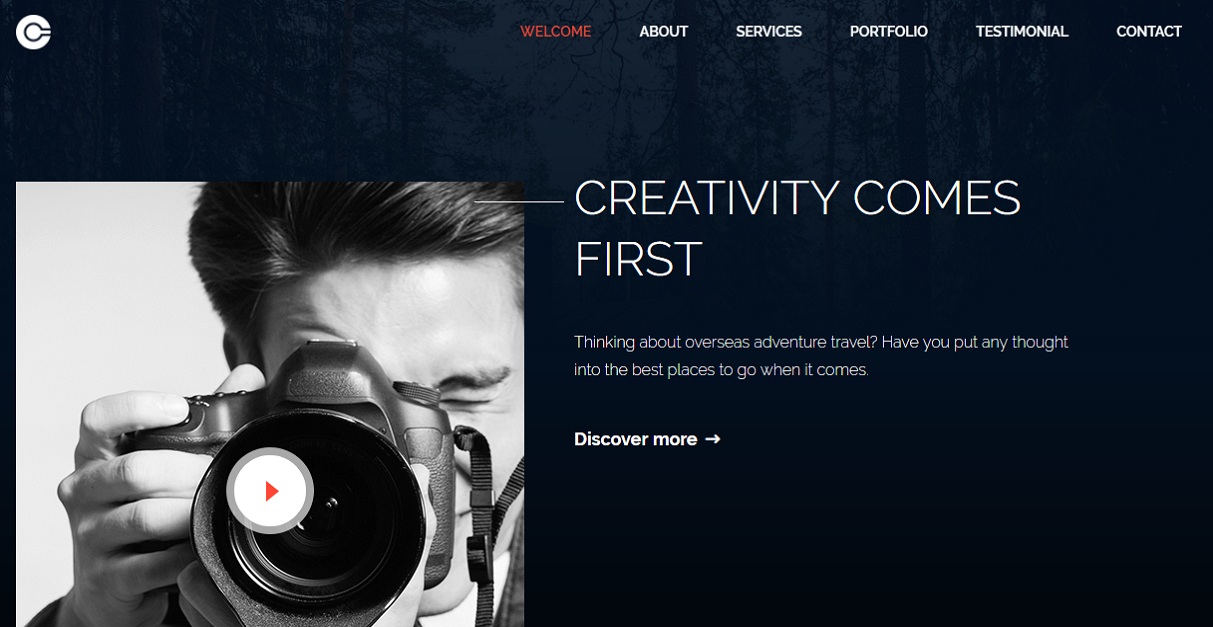 WELCOME ABOUT SERVICES PORTFOLIO TESTIMONIAL CONTACT
CREATIVITY COMES
FIRST
Thinking about overseas adventure travel? Have you put any thought
into the best places to go when it comes.
Discover more →